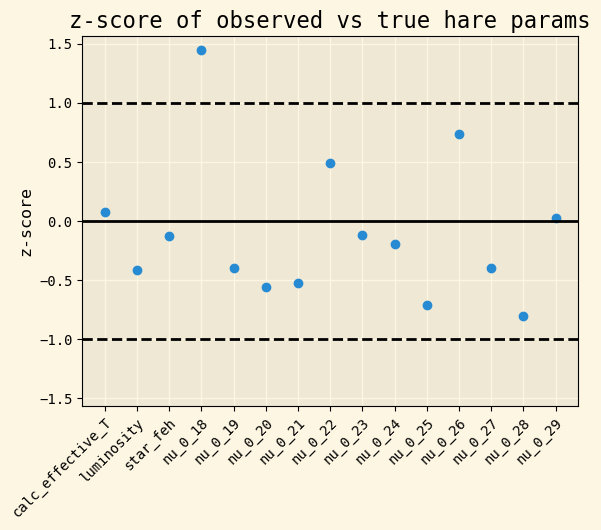 z-score of observed vs true hare params
z-score
1.5
1.0
0.5
0.0
−0.5
−1.0
−1.5
calc_effective_T
luminosity
star_feh
nu_0_18
nu_0_19
nu_0_20
nu_0_21
nu_0_22
nu_0_23
nu_0_24
nu_0_25
nu_0_26
nu_0_27
nu_0_28
nu_0_29